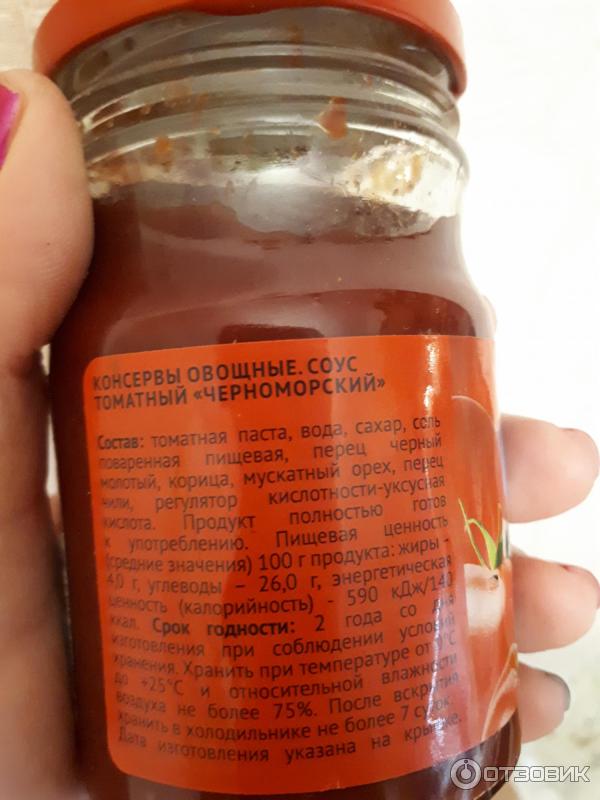 КОНСЕРВЫ ОВОЩНЫЕ. СОУС
ТОМАТНЫЙ «ЧЕРНОМОРСКИЙ»
Состав: томатная паста, вода, сахар, соль
поваренная пищевая, перец черный
молотый, корица, мускатный орех, перец
чили, регулятор кислотности-уксусная
кислота. Продукт полностью готов
к употреблению. Пищевая ценность
(средние значения) 100 г продукта: жиры -
4,0 г, углеводы – 26,0 г, энергетическая
ценность (калорийность) - 590 кДж/140
ккал. Срок годности: 2 года со дня
изготовления при соблюдении условий
хранения. Хранить при температуре от 0°С
до +25°С и относительной влажности
воздуха не более 75%. После вскрытия
хранить в холодильнике не более 7 суток.
Дата изготовления указана на крышке.
ОТЗОВИК